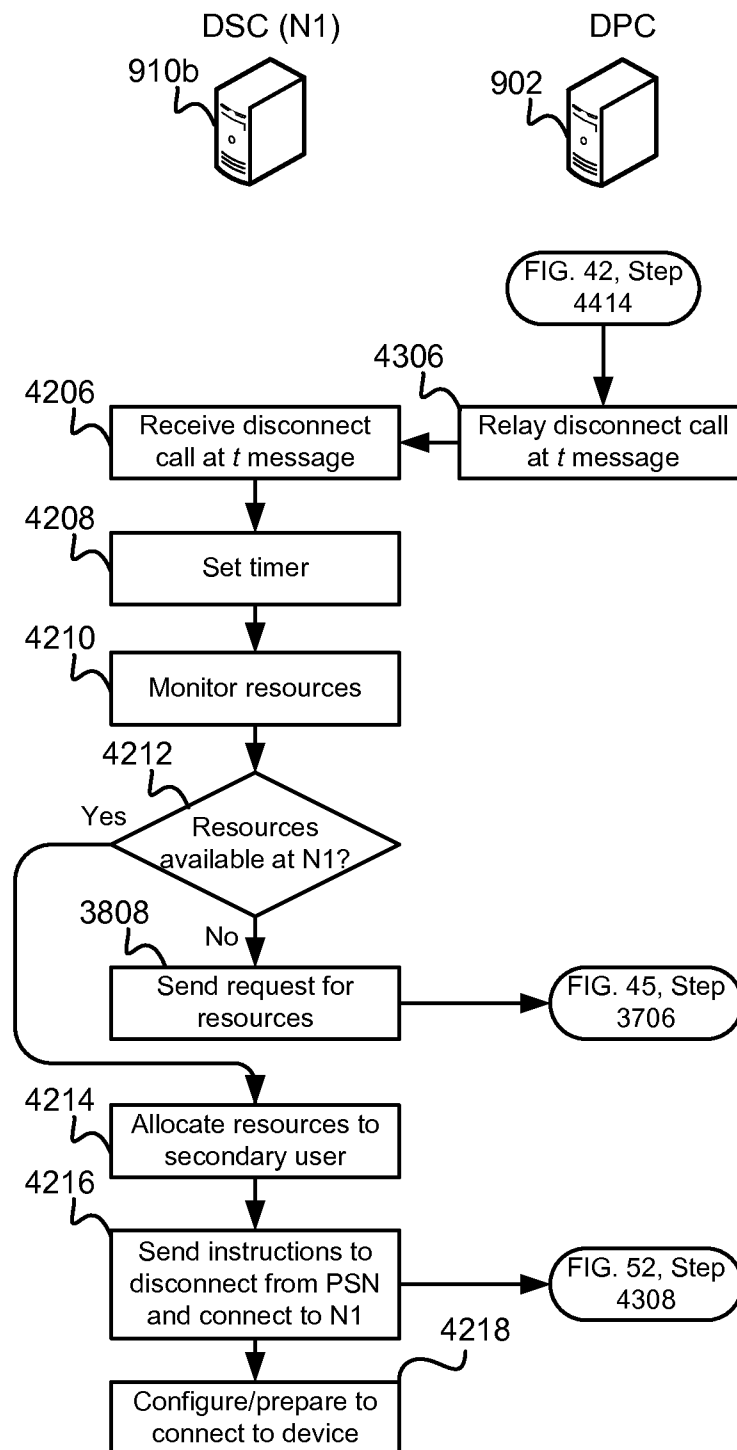 DSC (N1)
DPC
910b
902
FIG. 42, Step
4414
4306
4206
Receive disconnect
call at t message
Relay disconnect call
at t message
4208
Set timer
4210
Monitor resources
4212
Yes
Resources
available at N1?
3808
No
Send request for
resources
FIG. 45, Step
3706
4214
Allocate resources to
secondary user
4216
Send instructions to
disconnect from PSN
and connect to N1
FIG. 52, Step
4308
4218
Configure/prepare to
connect to device